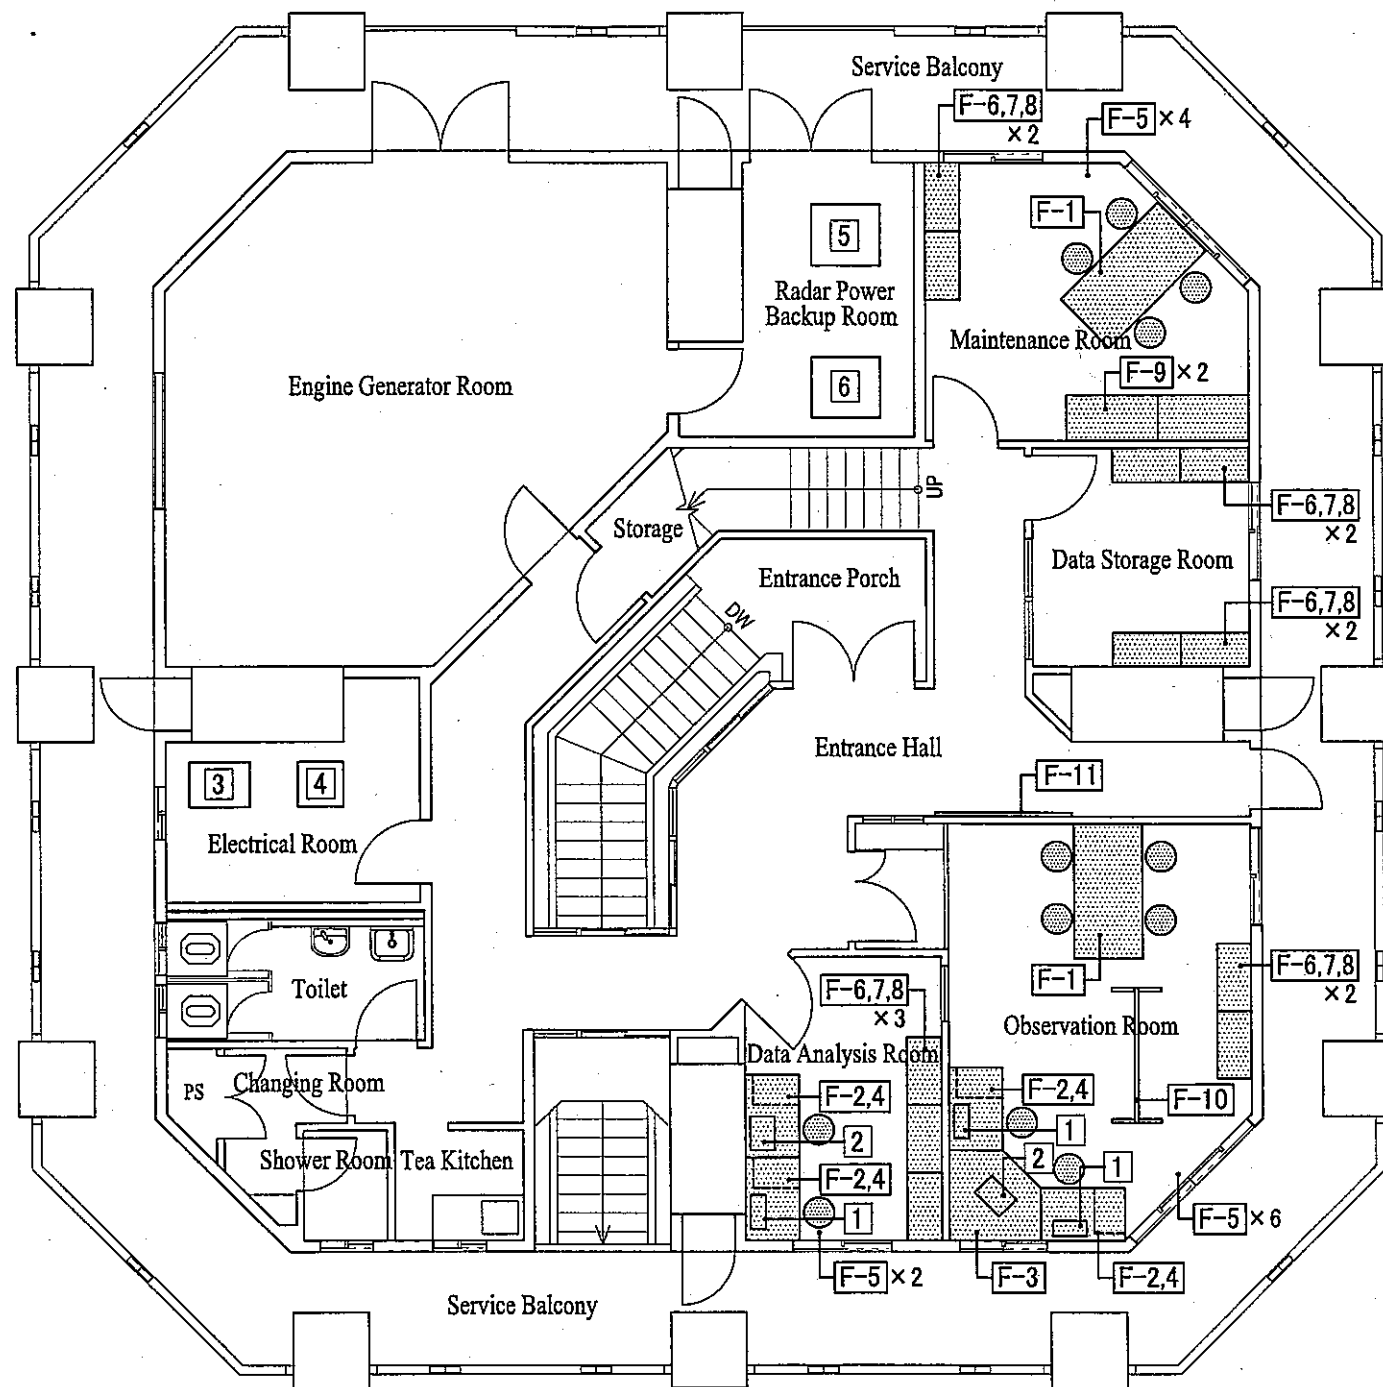 Service Balcony
F-6,7,8
×2
F-5 ×4
F-1
5
Radar Power
Backup Room
Maintenance Room
Engine Generator Room
F-9 ×2
6
UP
Storage
F-6,7,8
×2
Data Storage Room
Entrance Porch
F-6,7,8
×2
DW
Entrance Hall
F-11
3
4
Electrical Room
Toilet
F-1
F-6,7,8
×2
F-6,7,8
×3
Observation Room
Data Analysis Room
PS
Changing Room
F-2,4
F-2,4
F-10
2
1
Shower Room
Tea Kitchen
2
1
F-2,4
1
F-5 ×6
F-5 ×2
F-3
F-2,4
Service Balcony